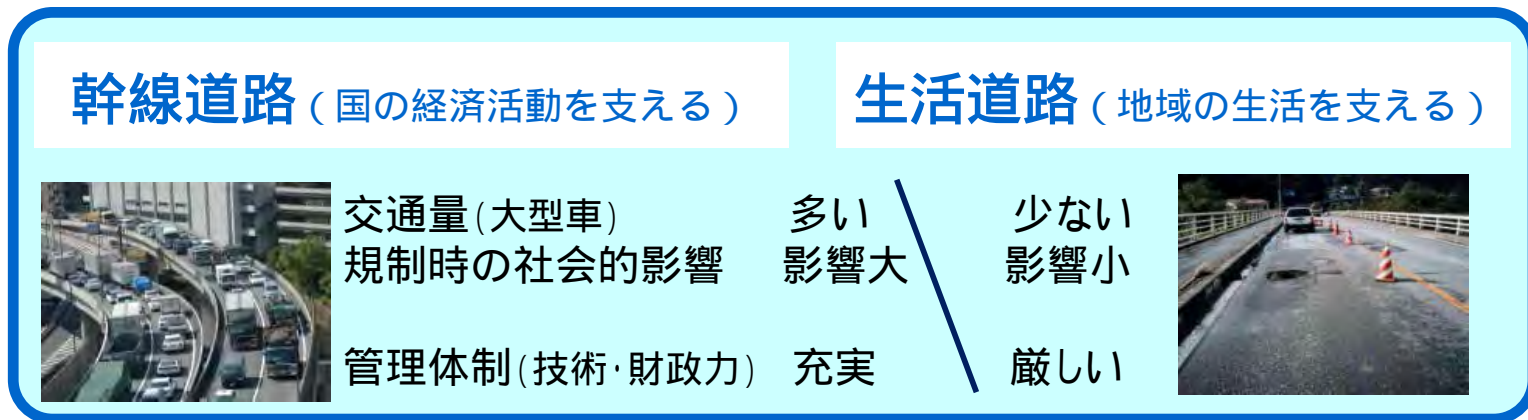 幹線道路(国の経済活動を支える) 生活道路(地域の生活を支える)
交通量(大型車) 多い 少ない
規制時の社会的影響 影響大 影響小
管理体制(技術・財政力) 充実 厳しい